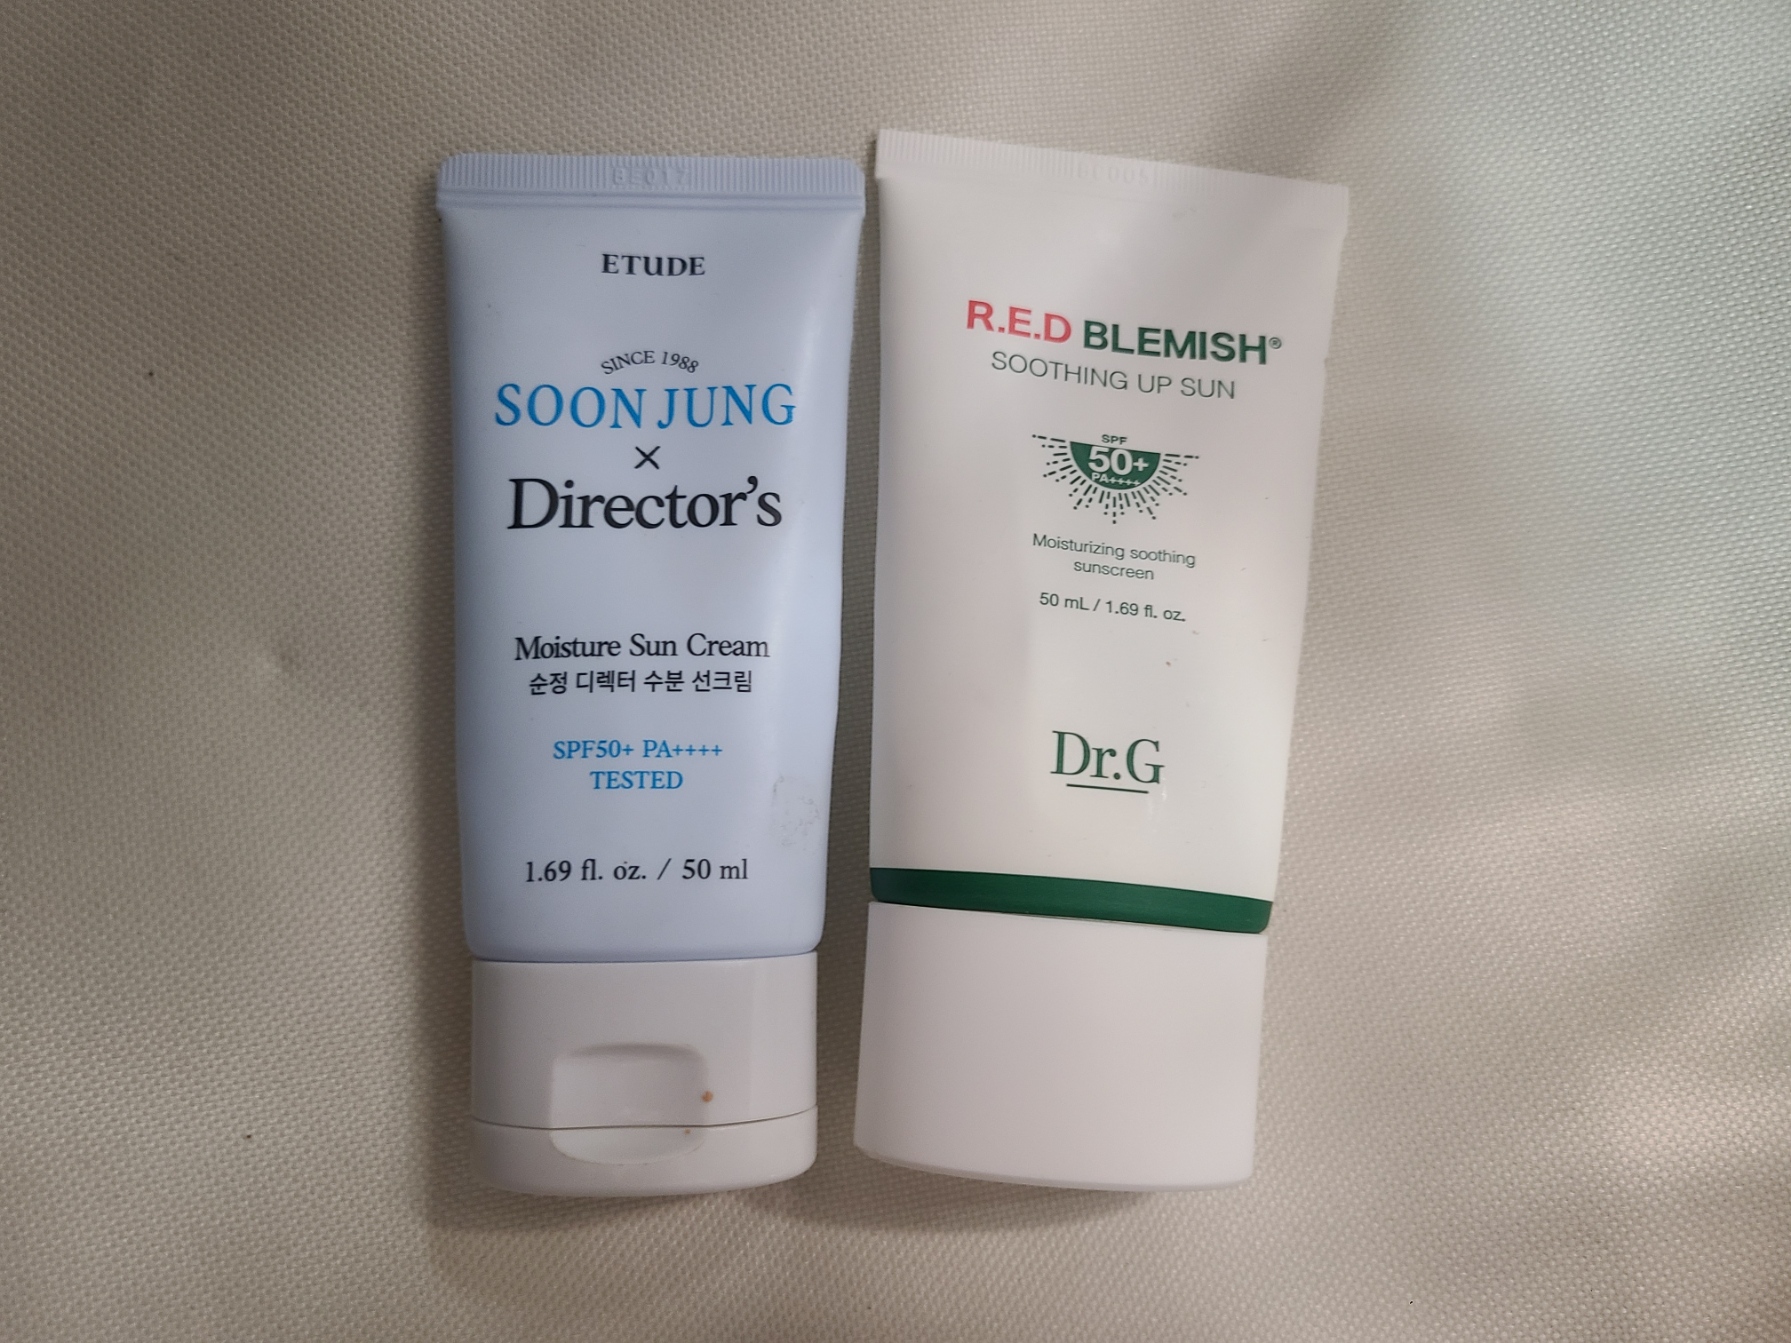 ETUDE
SINCE 1988
SOON JUNG
×
Director's
Moisture Sun Cream
순정 디렉터 수분 선크림
SPF50+ PA++++
TESTED
1.69 fl. oz. / 50 ml
R.E.D BLEMISH®
SOOTHING UP SUN
SPF
50+
PA++++
Moisturizing soothing
sunscreen
50 mL / 1.69 fl. oz.
Dr.G